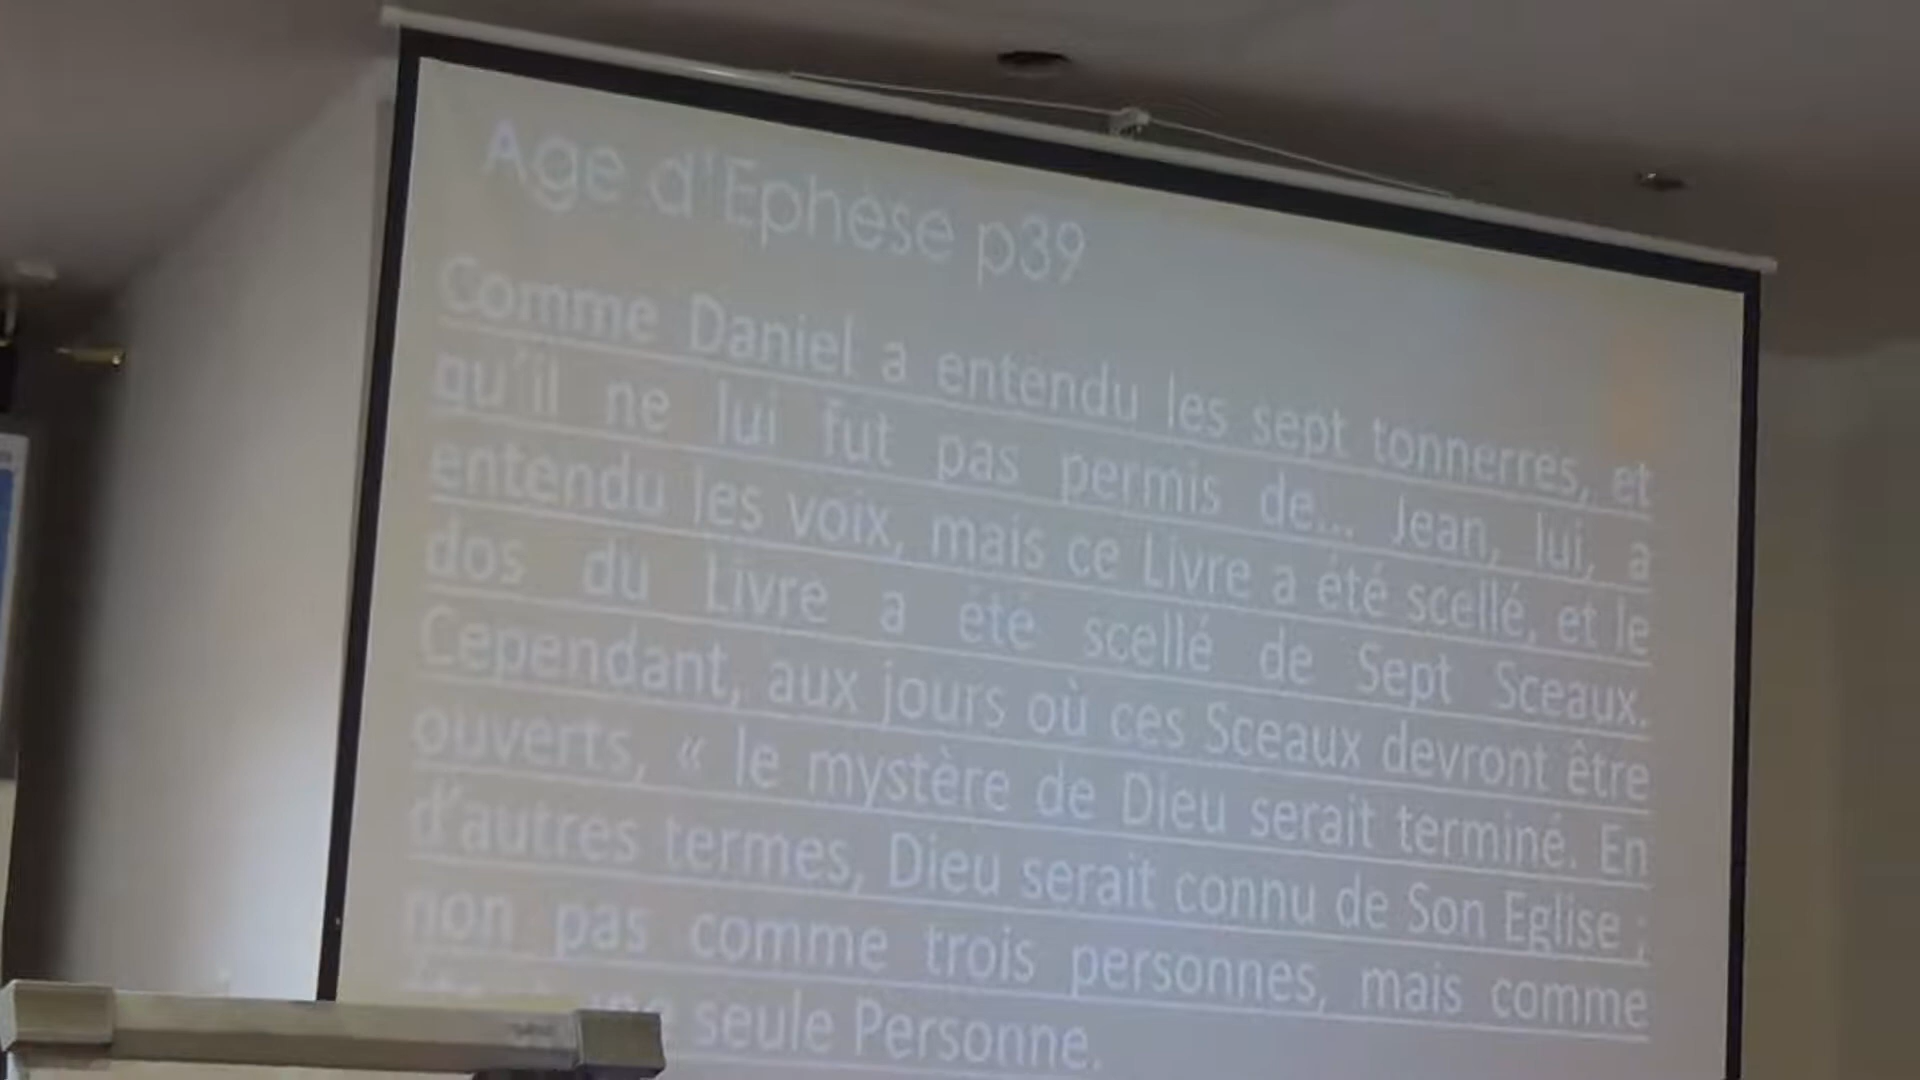 Age d'Ephèse p39
Comme Daniel a entendu les sept tonnerres, et
qu'il ne lui fut pas permis de... Jean, lui, a
entendu les voix, mais ce Livre a été scellé, et le
dos du Livre a été scellé de Sept Sceaux.
Cependant, aux jours où ces Sceaux devront être
ouverts, « le mystère de Dieu serait terminé. En
d'autres termes, Dieu serait connu de Son Eglise ;
non pas comme trois personnes, mais comme
seule Personne.